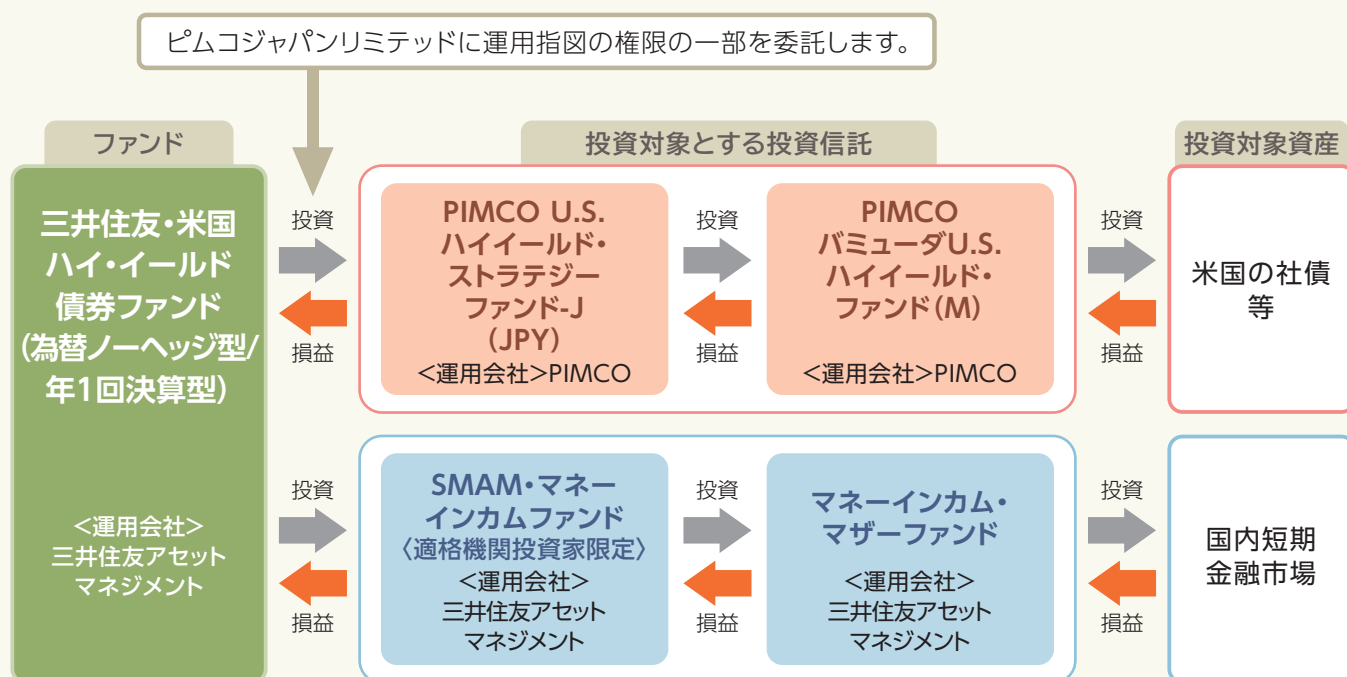 ピムコジャパンリミテッドに運用指図の権限の一部を委託します。
ファンド
投資対象とする投資信託
投資対象資産
三井住友・米国
ハイ・イールド
債券ファンド
(為替ノーヘッジ型/
年1回決算型)
<運用会社>
三井住友アセット
マネジメント
投資
損益
PIMCO U.S.
ハイイールド・
ストラテジー
ファンド-J
(JPY)
<運用会社>PIMCO
投資
損益
PIMCO
バミューダU.S.
ハイイールド・
ファンド(M)
<運用会社>PIMCO
投資
損益
米国の社債
等
投資
損益
SMAM・マネー
インカムファンド
〈適格機関投資家限定〉
<運用会社>
三井住友アセット
マネジメント
投資
損益
マネーインカム・
マザーファンド
<運用会社>
三井住友アセット
マネジメント
投資
損益
国内短期
金融市場